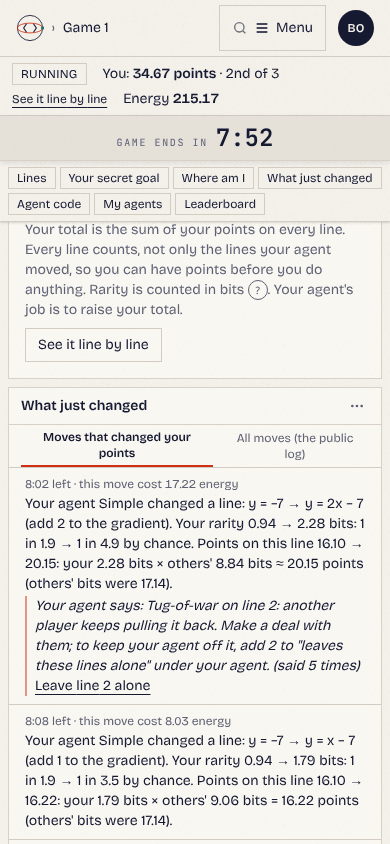 › Game 1
Menu
BO
RUNNING You: 34.67 points · 2nd of 3
See it line by line Energy 215.17
GAME ENDS IN 7:52
Lines Your secret goal Where am I What just changed
Agent code My agents Leaderboard
Your total is the sum of your points on every line.
Every line counts, not only the lines your agent
moved, so you can have points before you do
anything. Rarity is counted in bits ?. Your agent's
job is to raise your total.
See it line by line
What just changed ···
Moves that changed your
points
All moves (the public
log)
8:02 left · this move cost 17.22 energy
Your agent Simple changed a line: y = −7 → y = 2x − 7
(add 2 to the gradient). Your rarity 0.94 → 2.28 bits: 1
in 1.9 → 1 in 4.9 by chance. Points on this line 16.10 →
20.15: your 2.28 bits × others' 8.84 bits ≈ 20.15 points
(others' bits were 17.14).
Your agent says: Tug-of-war on line 2: another
player keeps pulling it back. Make a deal with
them; to keep your agent off it, add 2 to "leaves
these lines alone" under your agent. (said 5 times)
Leave line 2 alone
8:08 left · this move cost 8.03 energy
Your agent Simple changed a line: y = −7 → y = x − 7
(add 1 to the gradient). Your rarity 0.94 → 1.79 bits: 1
in 1.9 → 1 in 3.5 by chance. Points on this line 16.10 →
16.22: your 1.79 bits × others' 9.06 bits = 16.22 points
(others' bits were 17.14).